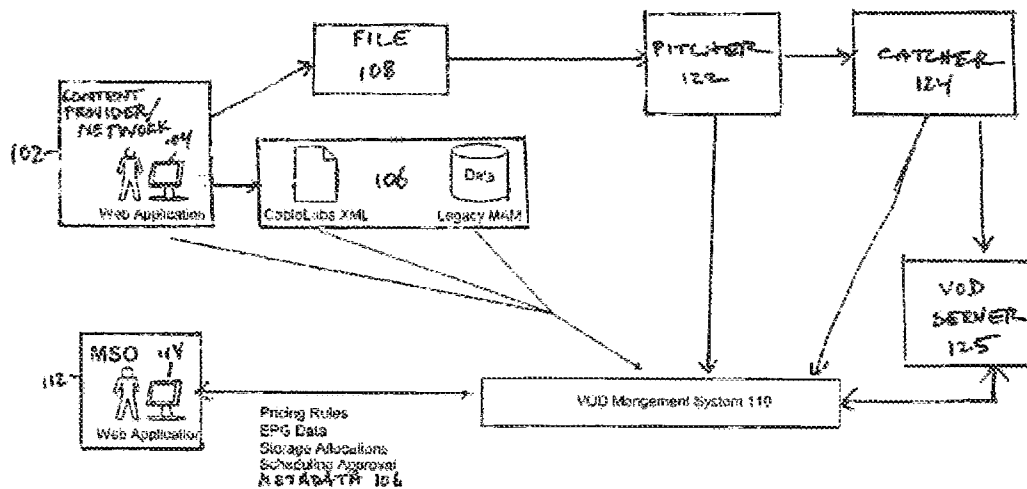 FILE
108
PITCHER
122
CATCHER
124
CONTENT
PROVIDER/
NETWORK
104
102
Web Application
106
Data
CableLabs XML
Legacy MAM
VOD
SERVER
125
MSO
114
112
Web Application
VOD Mangement System 110
Pricing Rules
EPG Data
Storage Allocations
Scheduling Approval
METADATA 106